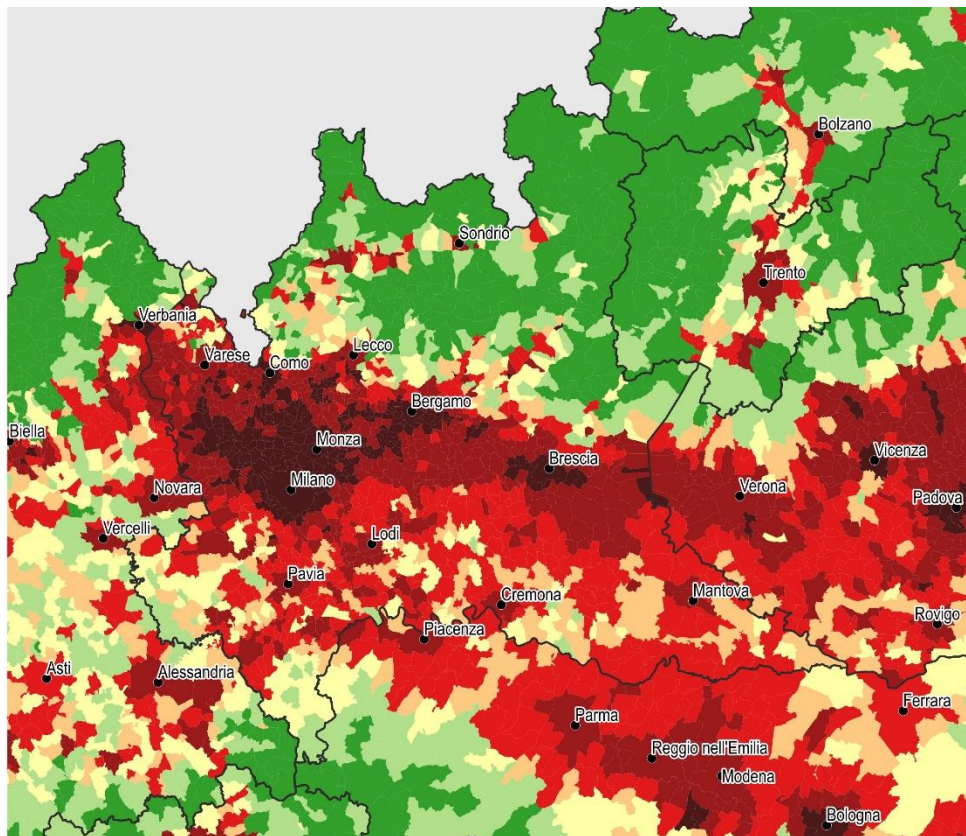 Bolzano
Sondrio
Trento
Verbania
Varese
Como
Lecco
Bergamo
Biella
Monza
Brescia
Vicenza
Milano
Novara
Verona
Padova
Vercelli
Lodi
Pavia
Cremona
Mantova
Rovigo
Piacenza
Asti
Alessandria
Parma
Ferrara
Reggio nell'Emilia
Modena
Bologna